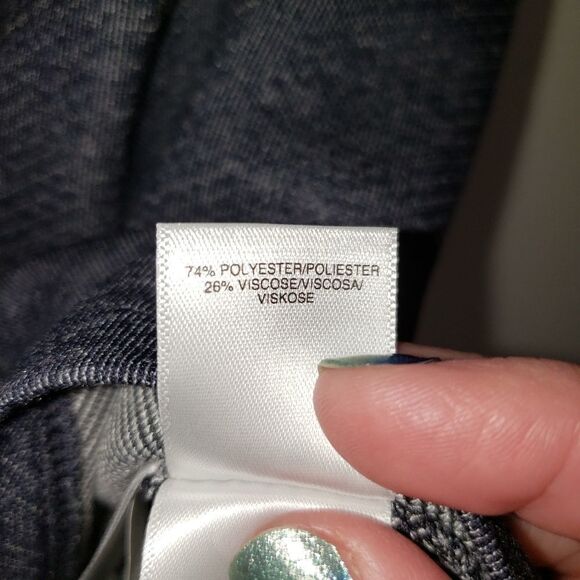 74% POLYESTER/POLIESTER
26% VISCOSE/VISCOSA/
VISKOSE